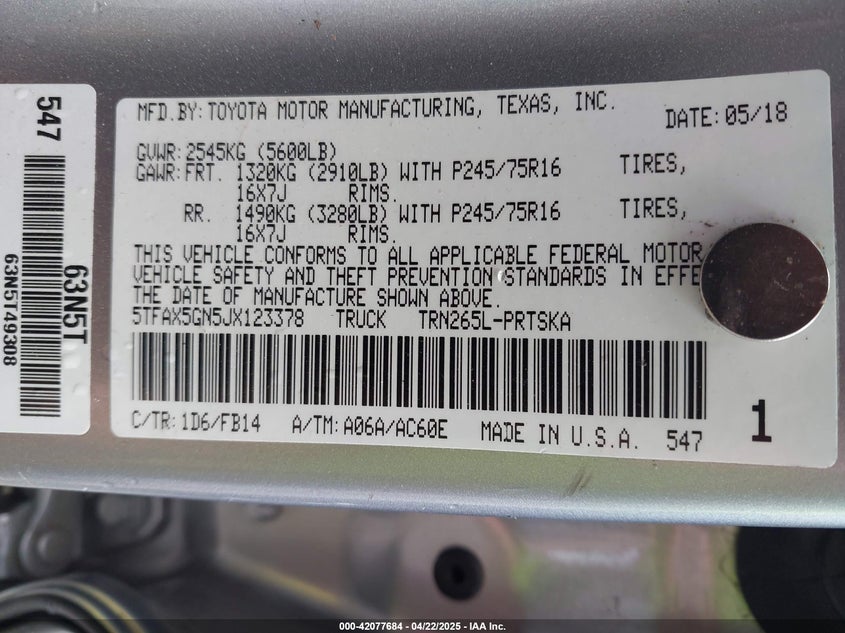 547
63N5T
63N5T49308
MFD.BY:TOYOTA MOTOR MANUFACTURING, TEXAS, INC.
DATE:05/18
GVWR:2545KG (5600LB)
GAWR:FRT. 1320KG (2910LB) WITH P245/75R16 TIRES,
16X7J RIMS.
RR. 1490KG (3280LB) WITH P245/75R16 TIRES,
16X7J RIMS.
THIS VEHICLE CONFORMS TO ALL APPLICABLE FEDERAL MOTOR
VEHICLE SAFETY AND THEFT PREVENTION STANDARDS IN EFFE
THE DATE OF MANUFACTURE SHOWN ABOVE.
5TFAX5GN5JX123378 TRUCK TRN265L-PRTSKA
C/TR:1D6/FB14 A/TM:A06A/AC60E MADE IN U.S.A. 547
1
000-42077684 - 04/22/2025 - IAA Inc.